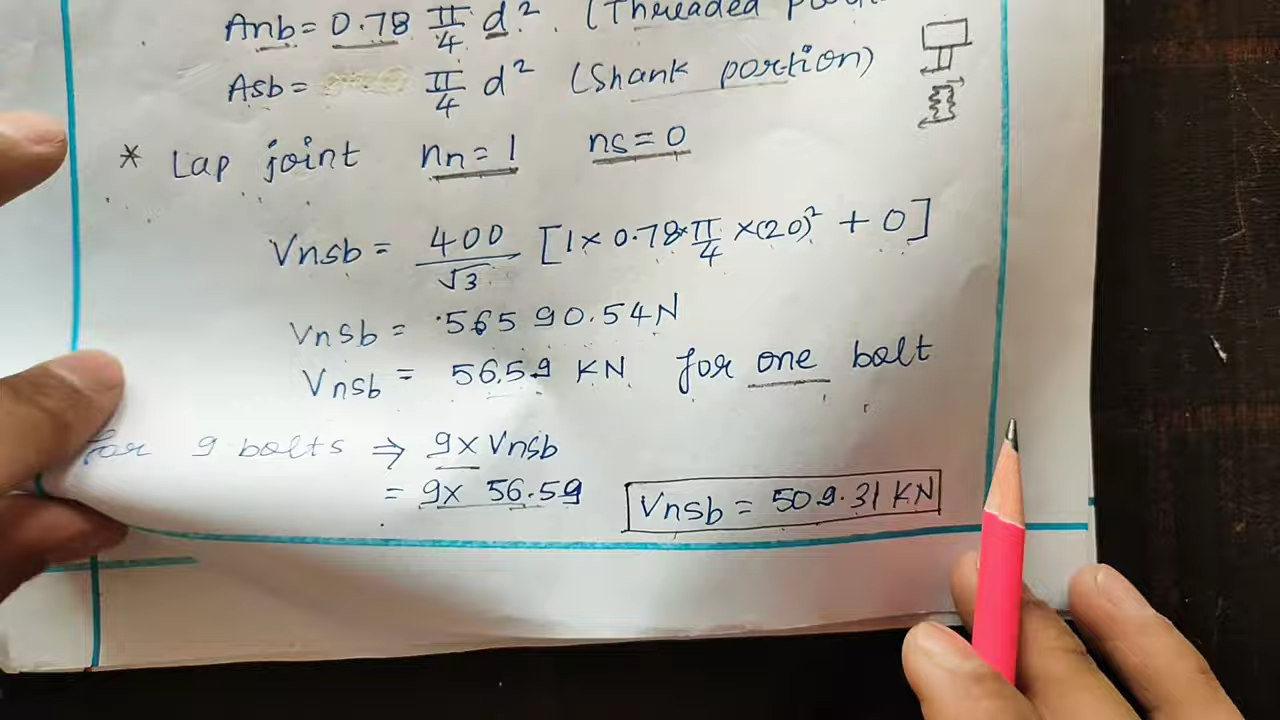 Anb = 0.78 π/4 d². (Threaded
Asb = π/4 d² (Shank portion)
* Lap joint nn = 1 ns = 0
Vnsb = 400/√3 [1 × 0.78 × π/4 × (20)² + 0]
Vnsb = 56590.54 N
Vnsb = 56.59 KN for one bolt
for 9 bolts ⇒ 9 × Vnsb
= 9 × 56.59
Vnsb = 509.31 KN